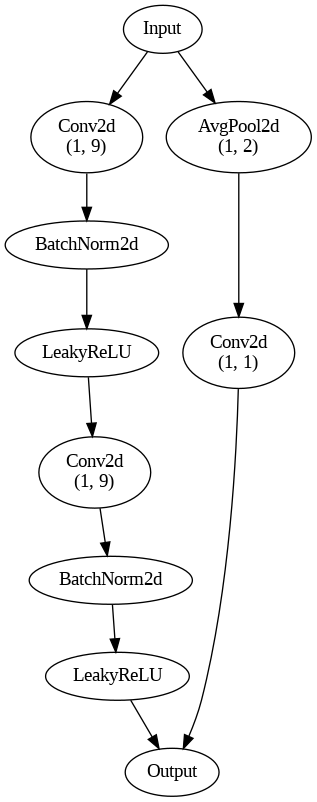 Input
Conv2d
(1, 9)
AvgPool2d
(1, 2)
BatchNorm2d
LeakyReLU
Conv2d
(1, 1)
Conv2d
(1, 9)
BatchNorm2d
LeakyReLU
Output